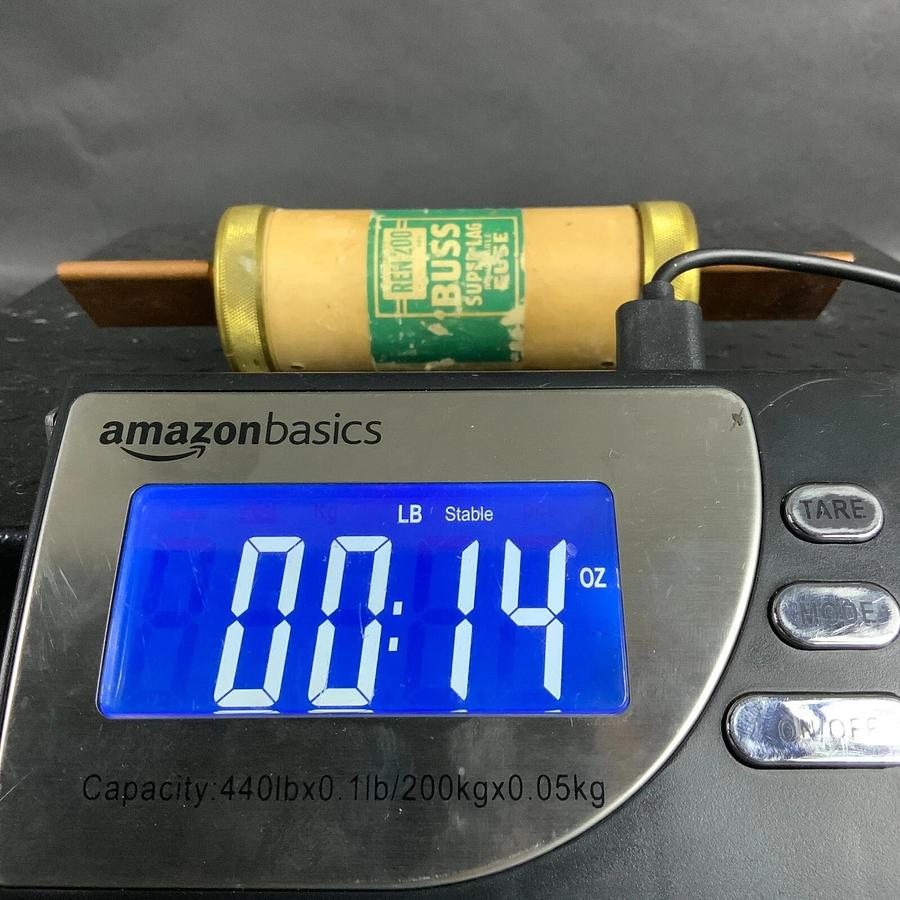 REN 200
BUSS
SUPER LAG
FUSE
amazonbasics
LB Stable
00:14 OZ
TARE
MODE
ON/OFF
Capacity:440lbx0.1lb/200kgx0.05kg